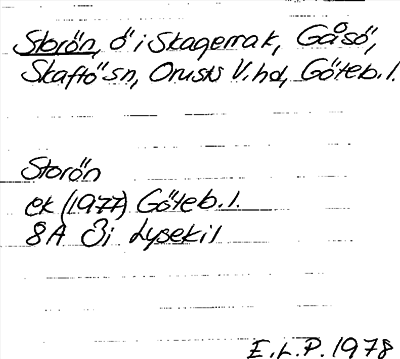 Storön, ö i Skagerrak, Gåsö,
Skaftö sn, Orusts V. hd, Göteb. l.
Storön
ek (1977) Göteb. l.
8A 3i Lysekil
E.L.P. 1978